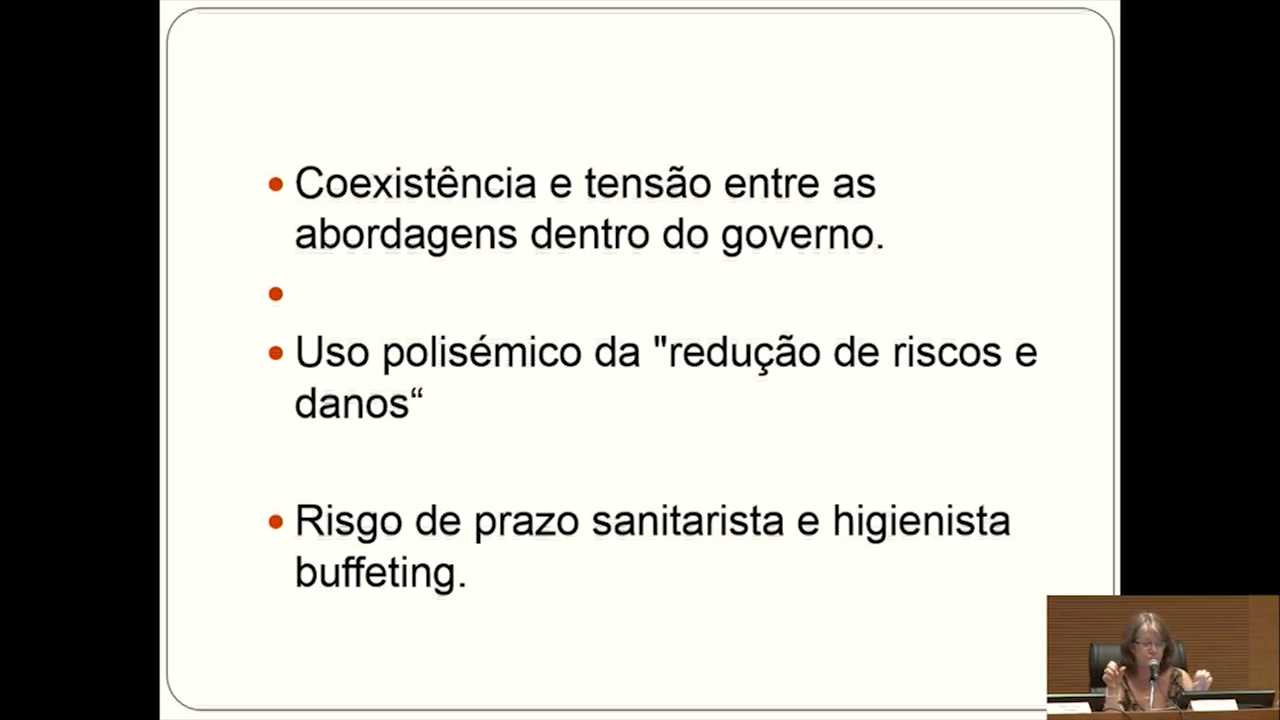 Coexistência e tensão entre as
abordagens dentro do governo.
Uso polisémico da "redução de riscos e
danos“
Risgo de prazo sanitarista e higienista
buffeting.